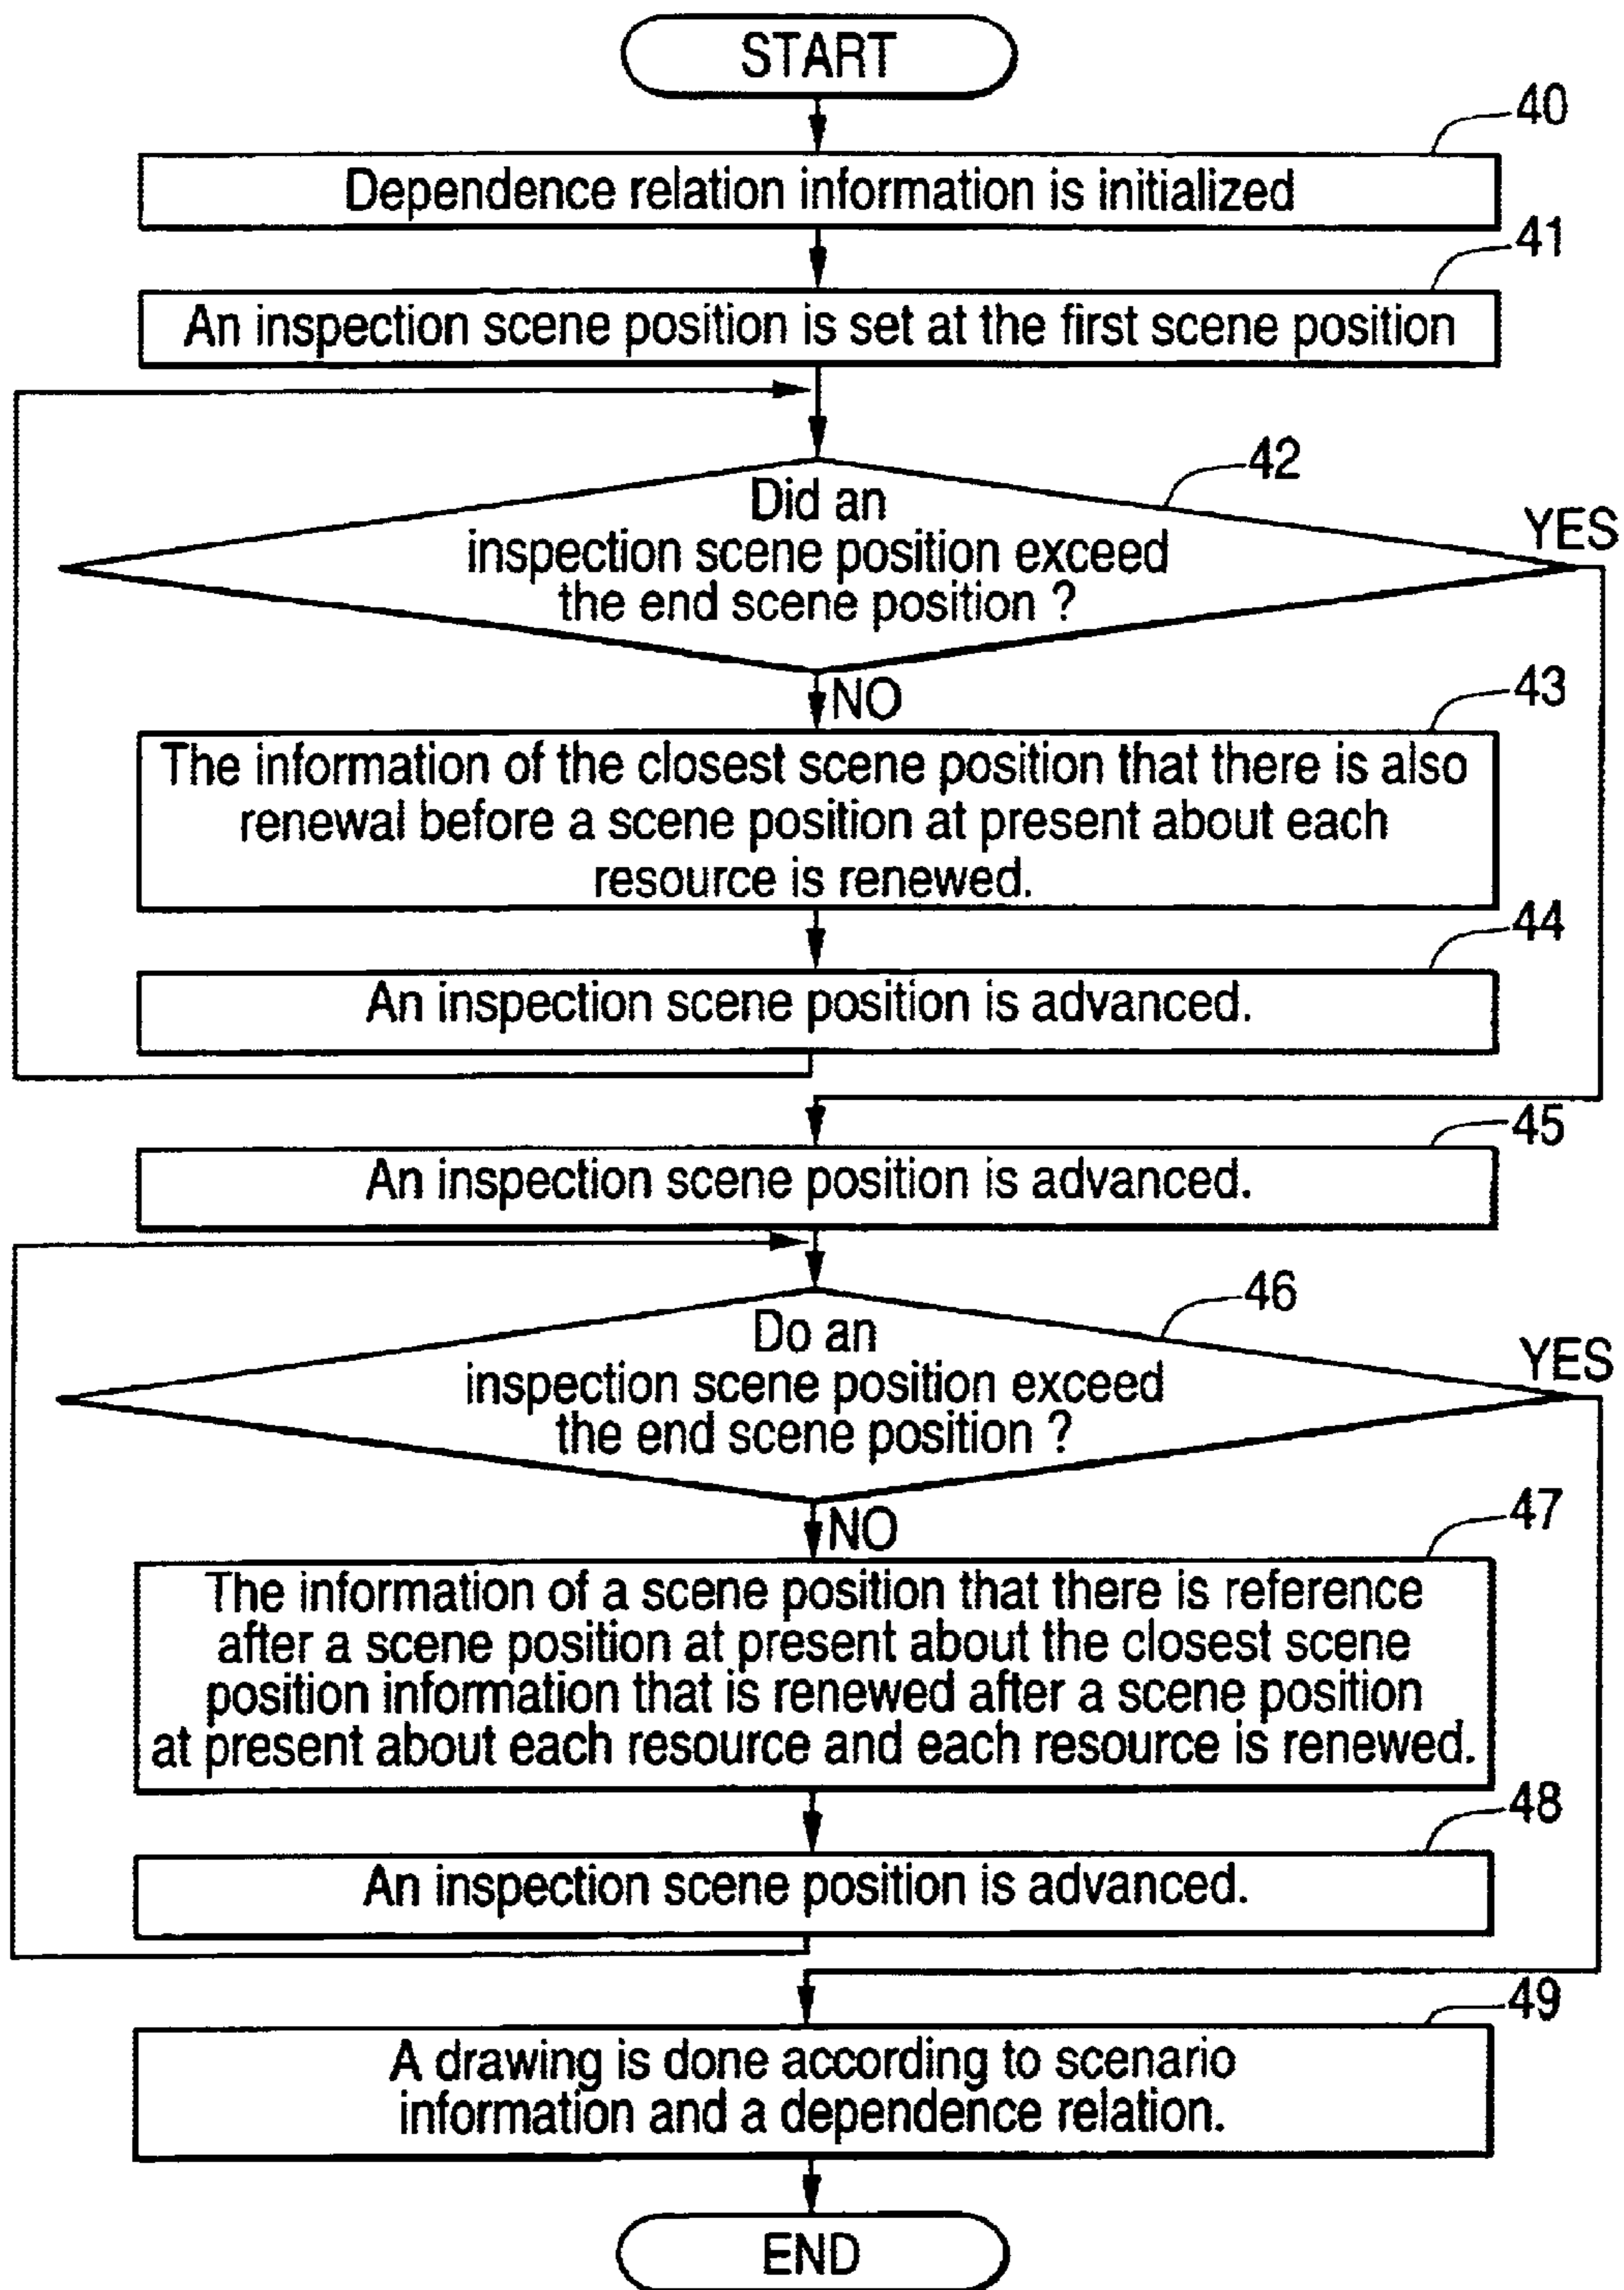 START
40
Dependence relation information is initialized
41
An inspection scene position is set at the first scene position
42
Did an
inspection scene position exceed
the end scene position ?
YES
NO
43
The information of the closest scene position that there is also
renewal before a scene position at present about each
resource is renewed.
44
An inspection scene position is advanced.
45
An inspection scene position is advanced.
46
Do an
inspection scene position exceed
the end scene position ?
YES
NO
47
The information of a scene position that there is reference
after a scene position at present about the closest scene
position information that is renewed after a scene position
at present about each resource and each resource is renewed.
48
An inspection scene position is advanced.
49
A drawing is done according to scenario
information and a dependence relation.
END